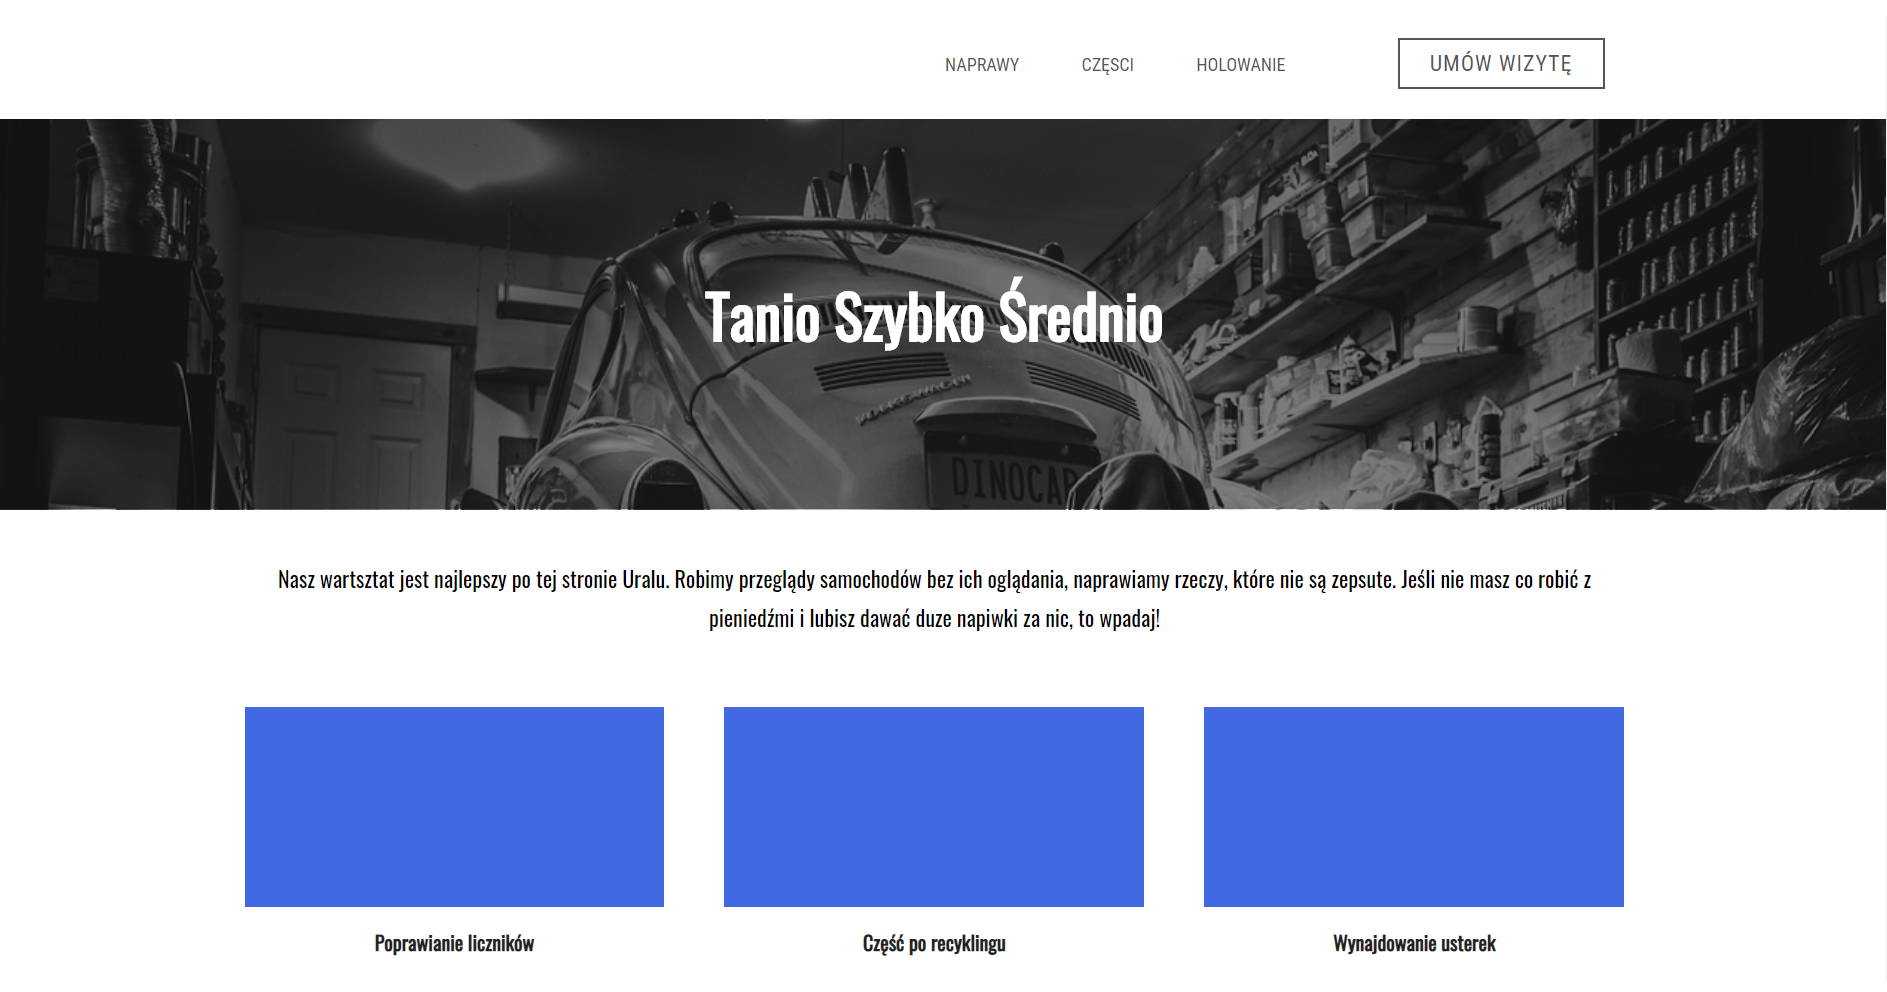 NAPRAWY CZĘSCI HOLOWANIE UMÓW WIZYTĘ
Tanio Szybko Średnio
VOLKSWAGEN
DINOCAR
Nasz wartsztat jest najlepszy po tej stronie Uralu. Robimy przeglądy samochodów bez ich oglądania, naprawiamy rzeczy, które nie są zepsute. Jeśli nie masz co robić z
pieniedźmi i lubisz dawać duze napiwki za nic, to wpadaj!
Poprawianie liczników Część po recyklingu Wynajdowanie usterek